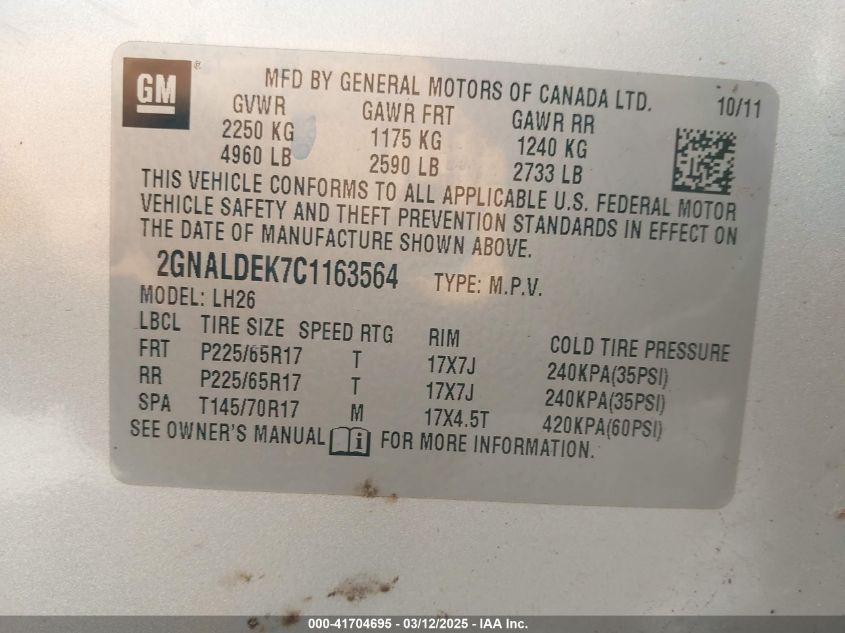 GM ®
MFD BY GENERAL MOTORS OF CANADA LTD. 10/11
GVWR GAWR FRT GAWR RR
2250 KG 1175 KG 1240 KG
4960 LB 2590 LB 2733 LB
THIS VEHICLE CONFORMS TO ALL APPLICABLE U.S. FEDERAL MOTOR
VEHICLE SAFETY AND THEFT PREVENTION STANDARDS IN EFFECT ON
THE DATE OF MANUFACTURE SHOWN ABOVE.
2GNALDEK7C1163564 TYPE: M.P.V.
MODEL: LH26
LBCL TIRE SIZE SPEED RTG RIM COLD TIRE PRESSURE
FRT P225/65R17 T 17X7J 240KPA(35PSI)
RR P225/65R17 T 17X7J 240KPA(35PSI)
SPA T145/70R17 M 17X4.5T 420KPA(60PSI)
SEE OWNER'S MANUAL i FOR MORE INFORMATION.
000-41704695 - 03/12/2025 - IAA Inc.